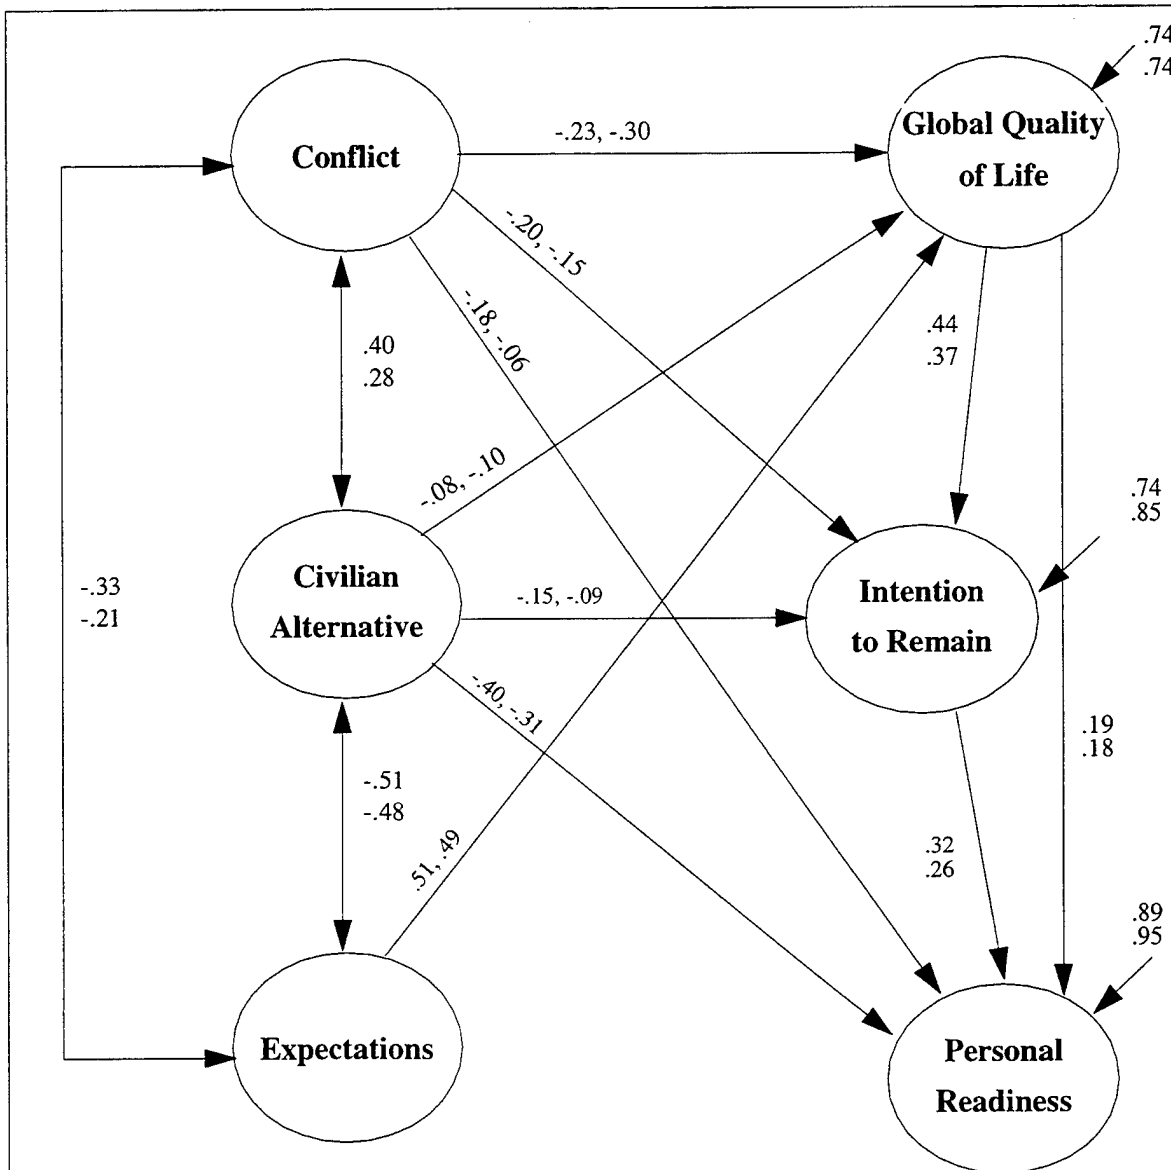 .74
.74
Conflict
-.23, -.30
Global Quality
of Life
-.20, -.15
-.18, -.06
.40
.28
.44
.37
-.08, -.10
.74
.85
Civilian
Alternative
-.15, -.09
Intention
to Remain
-.33
-.21
-.40, -.31
.19
.18
-.51
-.48
.51, .49
.32
.26
.89
.95
Expectations
Personal
Readiness